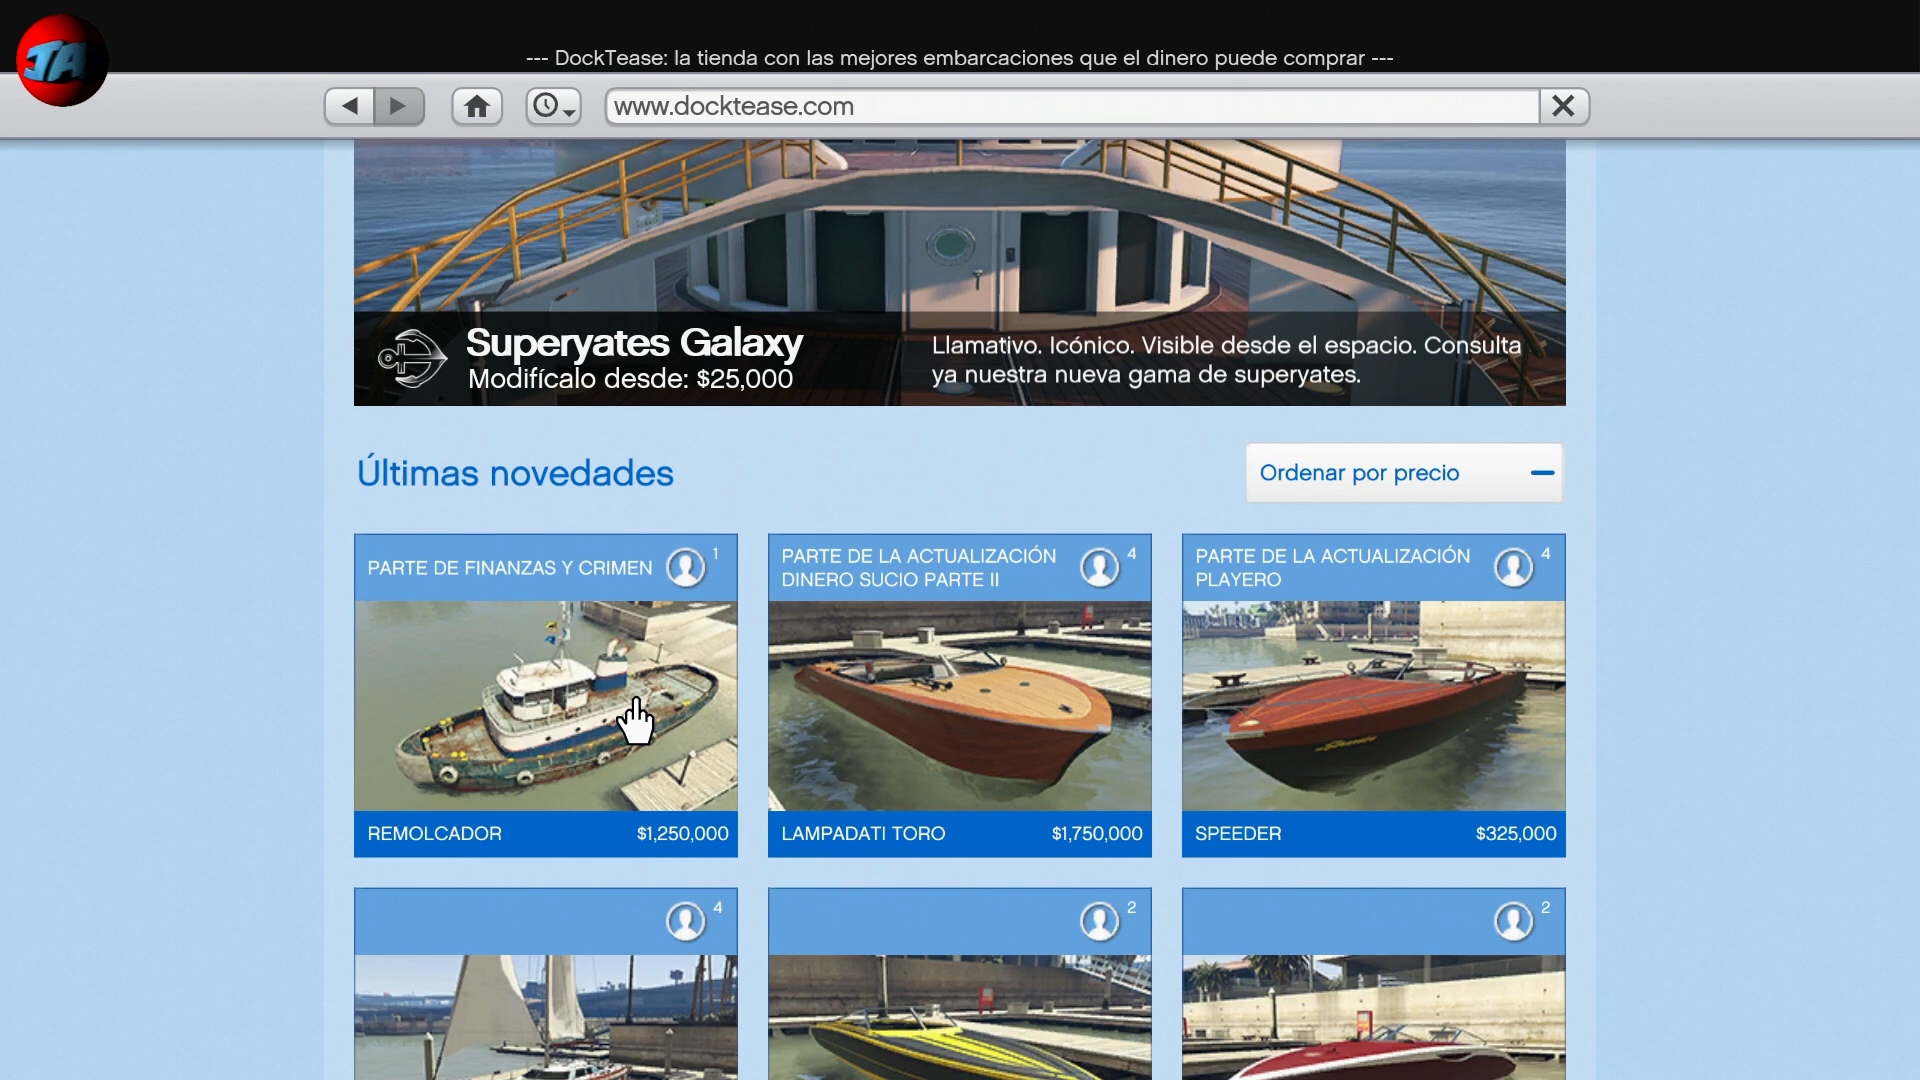 JA
--- DockTease: la tienda con las mejores embarcaciones que el dinero puede comprar ---
www.docktease.com
Superyates Galaxy
Modifícalo desde: $25,000
Llamativo. Icónico. Visible desde el espacio. Consulta
ya nuestra nueva gama de superyates.
Últimas novedades
Ordenar por precio
PARTE DE FINANZAS Y CRIMEN
1
PARTE DE LA ACTUALIZACIÓN
DINERO SUCIO PARTE II
4
PARTE DE LA ACTUALIZACIÓN
PLAYERO
4
REMOLCADOR
$1,250,000
LAMPADATI TORO
$1,750,000
SPEEDER
$325,000
4
2
2